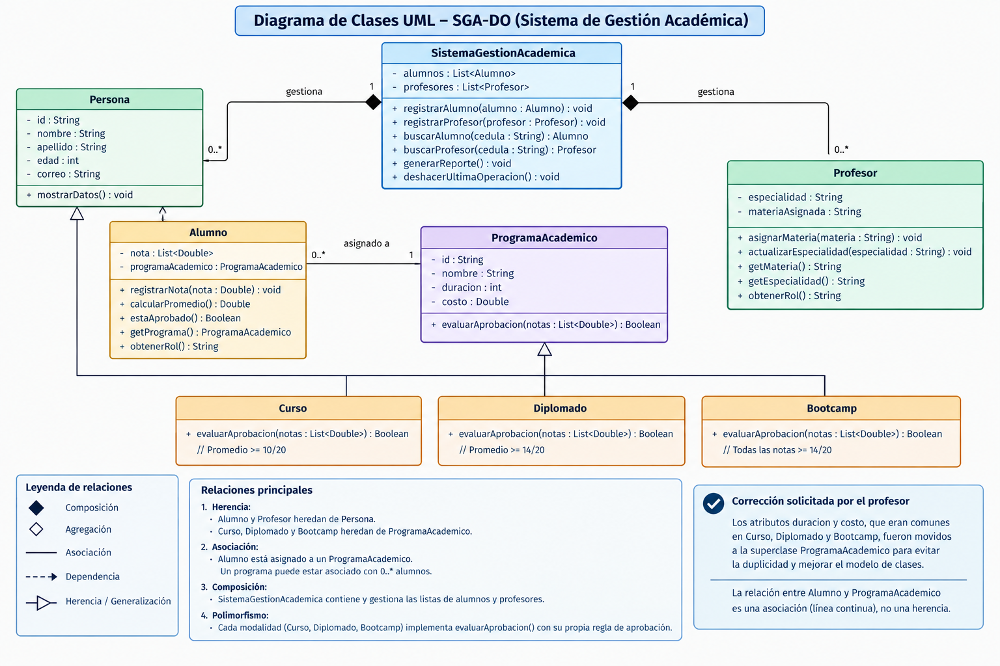 Diagrama de Clases UML – SGA-DO (Sistema de Gestión Académica)
SistemaGestionAcademica
- alumnos : List<Alumno>
- profesores : List<Profesor>
+ registrarAlumno(alumno : Alumno) : void
+ registrarProfesor(profesor : Profesor) : void
+ buscarAlumno(cedula : String) : Alumno
+ buscarProfesor(cedula : String) : Profesor
+ generarReporte() : void
+ deshacerUltimaOperacion() : void
gestiona
1
0..*
1
gestiona
0..*
Persona
- id : String
- nombre : String
- apellido : String
- edad : int
- correo : String
+ mostrarDatos() : void
Profesor
- especialidad : String
- materiaAsignada : String
+ asignarMateria(materia : String) : void
+ actualizarEspecialidad(especialidad : String) : void
+ getMateria() : String
+ getEspecialidad() : String
+ obtenerRol() : String
Alumno
- nota : List<Double>
- programaAcademico : ProgramaAcademico
+ registrarNota(nota : Double) : void
+ calcularPromedio() : Double
+ estaAprobado() : Boolean
+ getPrograma() : ProgramaAcademico
+ obtenerRol() : String
asignado a
0..*
1
ProgramaAcademico
- id : String
- nombre : String
- duracion : int
- costo : Double
+ evaluarAprobacion(notas : List<Double>) : Boolean
Curso
+ evaluarAprobacion(notas : List<Double>) : Boolean
// Promedio >= 10/20
Diplomado
+ evaluarAprobacion(notas : List<Double>) : Boolean
// Promedio >= 14/20
Bootcamp
+ evaluarAprobacion(notas : List<Double>) : Boolean
// Todas las notas >= 14/20
Leyenda de relaciones
Composición
Agregación
Asociación
Dependencia
Herencia / Generalización
Relaciones principales
1. Herencia:
• Alumno y Profesor heredan de Persona.
• Curso, Diplomado y Bootcamp heredan de ProgramaAcademico.
2. Asociación:
• Alumno está asignado a un ProgramaAcademico.
Un programa puede estar asociado con 0..* alumnos.
3. Composición:
• SistemaGestionAcademica contiene y gestiona las listas de alumnos y profesores.
4. Polimorfismo:
• Cada modalidad (Curso, Diplomado, Bootcamp) implementa evaluarAprobacion() con su propia regla de aprobación.
Corrección solicitada por el profesor
Los atributos duracion y costo, que eran comunes
en Curso, Diplomado y Bootcamp, fueron movidos
a la superclase ProgramaAcademico para evitar
la duplicidad y mejorar el modelo de clases.
La relación entre Alumno y ProgramaAcademico
es una asociación (línea continua), no una herencia.